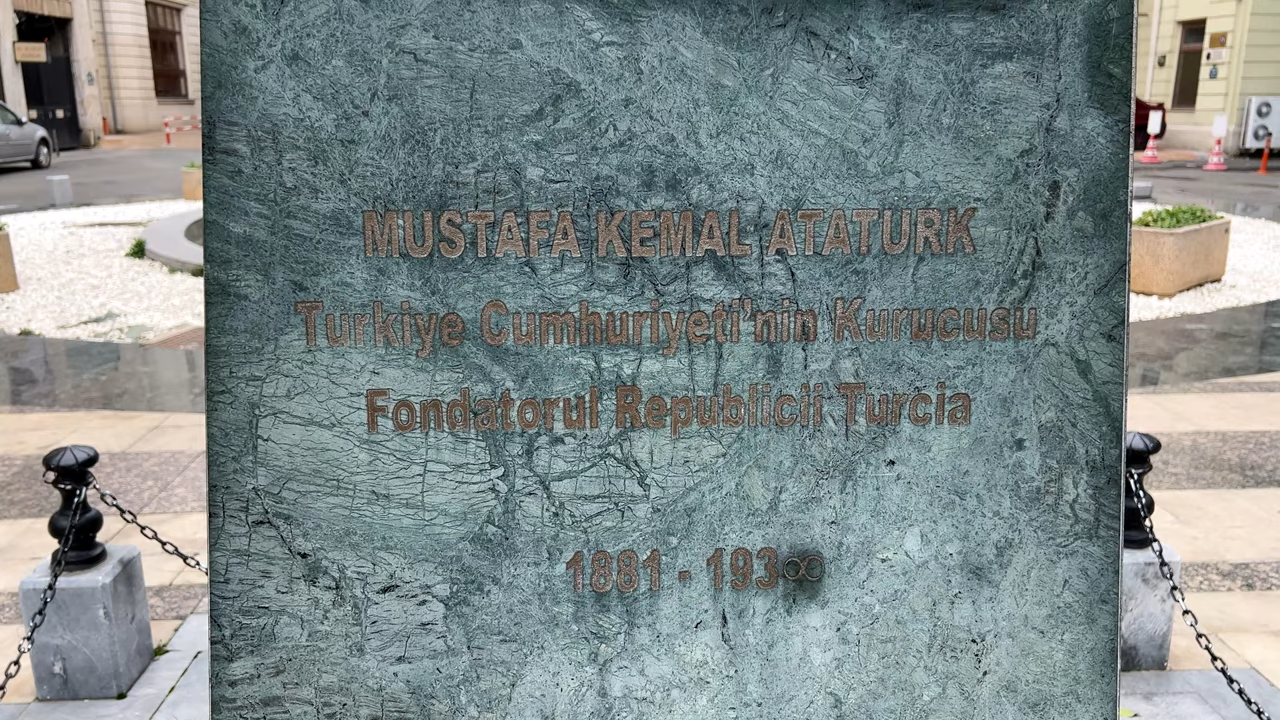 MUSTAFA KEMAL ATATURK
Turkiye Cumhuriyeti'nin Kurucusu
Fondatorul Republicii Turcia
1881 - 193∞